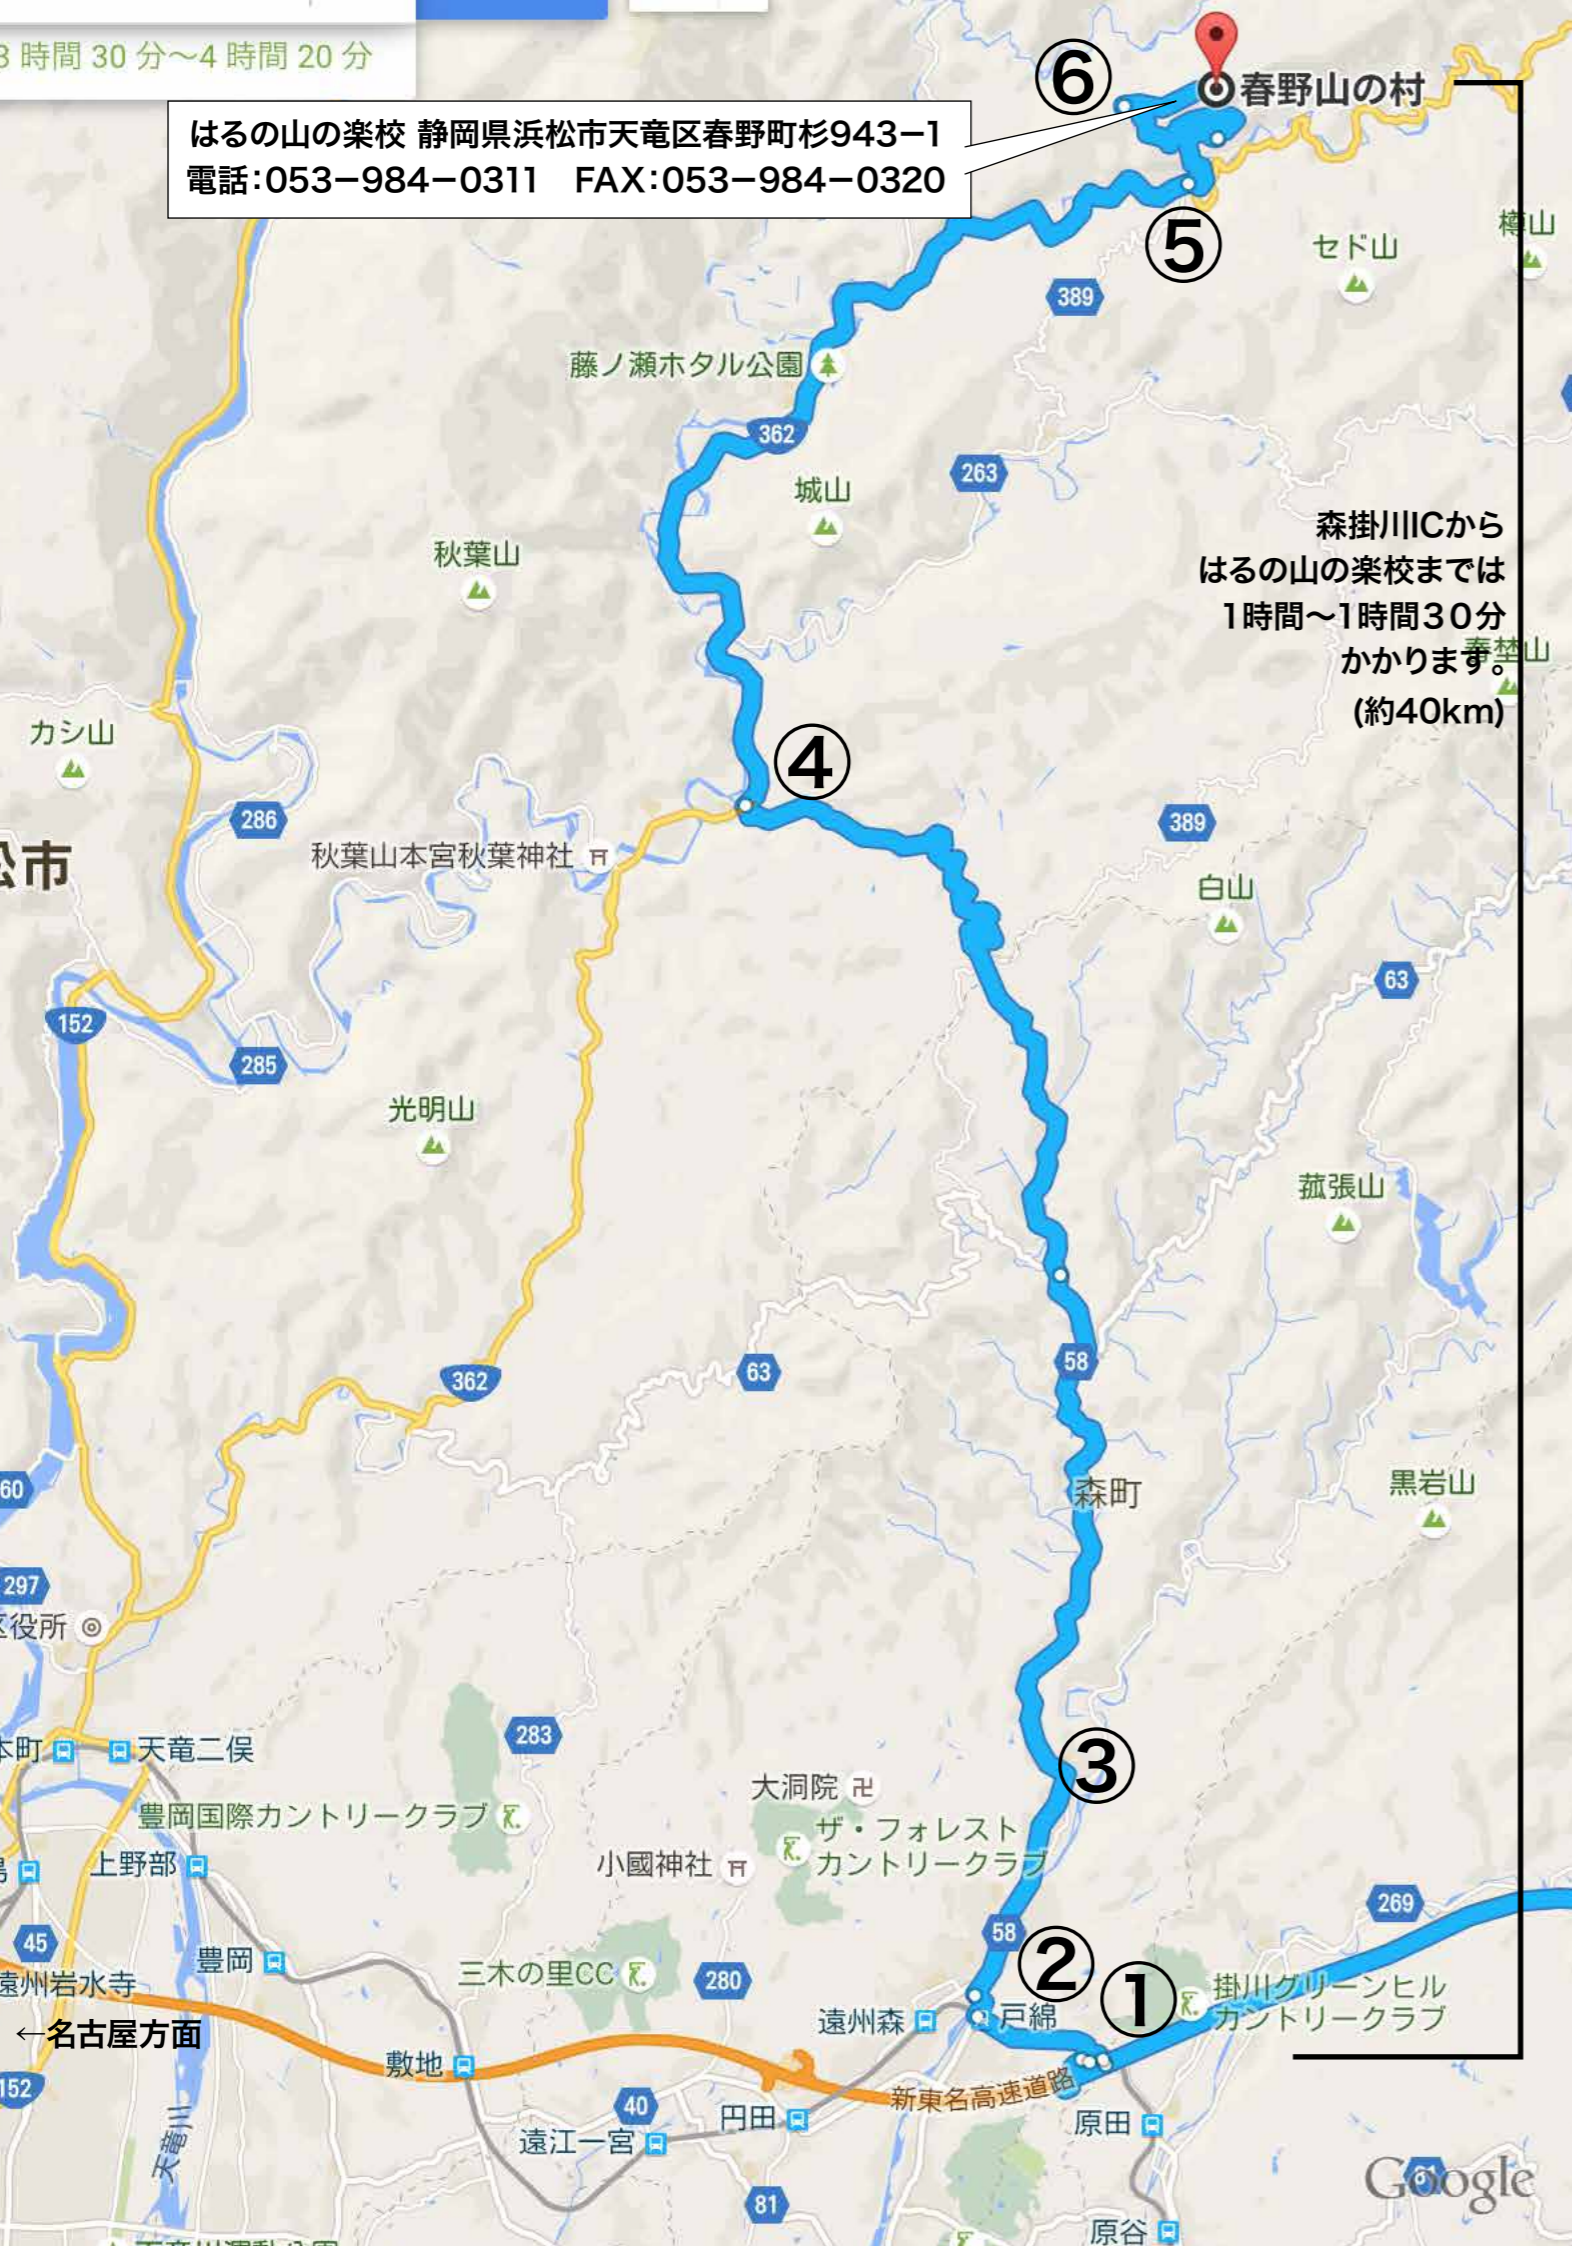 3 時間 30 分～4 時間 20 分
⑥
春野山の村
はるの山の楽校 静岡県浜松市天竜区春野町杉943−1
電話：053−984−0311　FAX：053−984−0320
⑤
セド山
樽山
389
藤ノ瀬ホタル公園
362
263
城山
秋葉山
森掛川ICから
はるの山の楽校までは
1時間～1時間３０分
かかります。
(約40km)
春埜山
カシ山
④
286
389
秋葉山本宮秋葉神社
松市
白山
63
152
285
光明山
菰張山
58
63
362
森町
黒岩山
60
297
区役所
283
本町
天竜二俣
③
大洞院
豊岡国際カントリークラブ
ザ・フォレスト
カントリークラブ
上野部
小國神社
269
58
45
豊岡
②
三木の里CC
280
①
掛川グリーンヒル
カントリークラブ
遠州岩水寺
遠州森
戸綿
←名古屋方面
敷地
新東名高速道路
152
40
円田
原田
遠江一宮
天竜川
81
81
Google
原谷